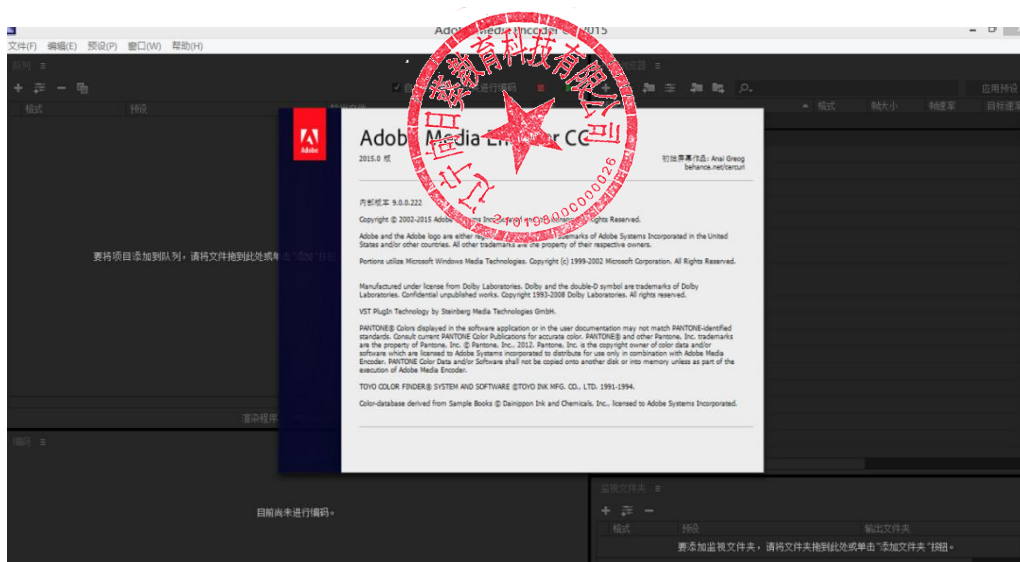 2015
文件(F) 编辑(E) 预设(P) 窗口(W) 帮助(H)
队列
格式 预设
格式 帧大小 帧速率
应用预设
Adobe
Adobe Media Encoder CC
2015.0 版
初始屏幕作品: Anai Greog
behance.net/cercuri
内部版本 9.0.0.222
Copyright © 2002-2015 Adobe Systems Incorporated Rights Reserved.
Adobe and the Adobe logo are either trademarks of Adobe Systems Incorporated in the United
States and/or other countries. All other trademarks are the property of their respective owners.
Portions utilize Microsoft Windows Media Technologies. Copyright (c) 1999-2002 Microsoft Corporation. All Rights Reserved.
Manufactured under license from Dolby Laboratories. Dolby and the double-D symbol are trademarks of Dolby
Laboratories. Confidential unpublished works. Copyright 1993-2008 Dolby Laboratories. All rights reserved.
VST PlugIn Technology by Steinberg Media Technologies GmbH.
PANTONE® Colors displayed in the software application or in the user documentation may not match PANTONE-identified
standards. Consult current PANTONE Color Publications for accurate color. PANTONE® and other Pantone, Inc. trademarks
are the property of Pantone, Inc. © Pantone, Inc., 2012. Pantone, Inc. is the copyright owner of color data and/or
software which are licensed to Adobe Systems incorporated to distribute for use only in combination with Adobe Media
Encoder. PANTONE Color Data and/or Software shall not be copied onto another disk or into memory unless as part of the
execution of Adobe Media Encoder.
TOYO COLOR FINDER® SYSTEM AND SOFTWARE ©TOYO INK MFG. CO., LTD. 1991-1994.
Color-database derived from Sample Books © Dainippon Ink and Chemicals, Inc., licensed to Adobe Systems Incorporated.
辽宁向日葵教育科技有限公司
2101980000026
要将项目添加到队列，请将文件拖到此处或单击"添加"按
渲染程序
编码
目前尚未进行编码。
监视文件夹
格式 预设 输出文件夹
要添加监视文件夹，请将文件夹拖到此处或单击"添加文件夹"按钮。